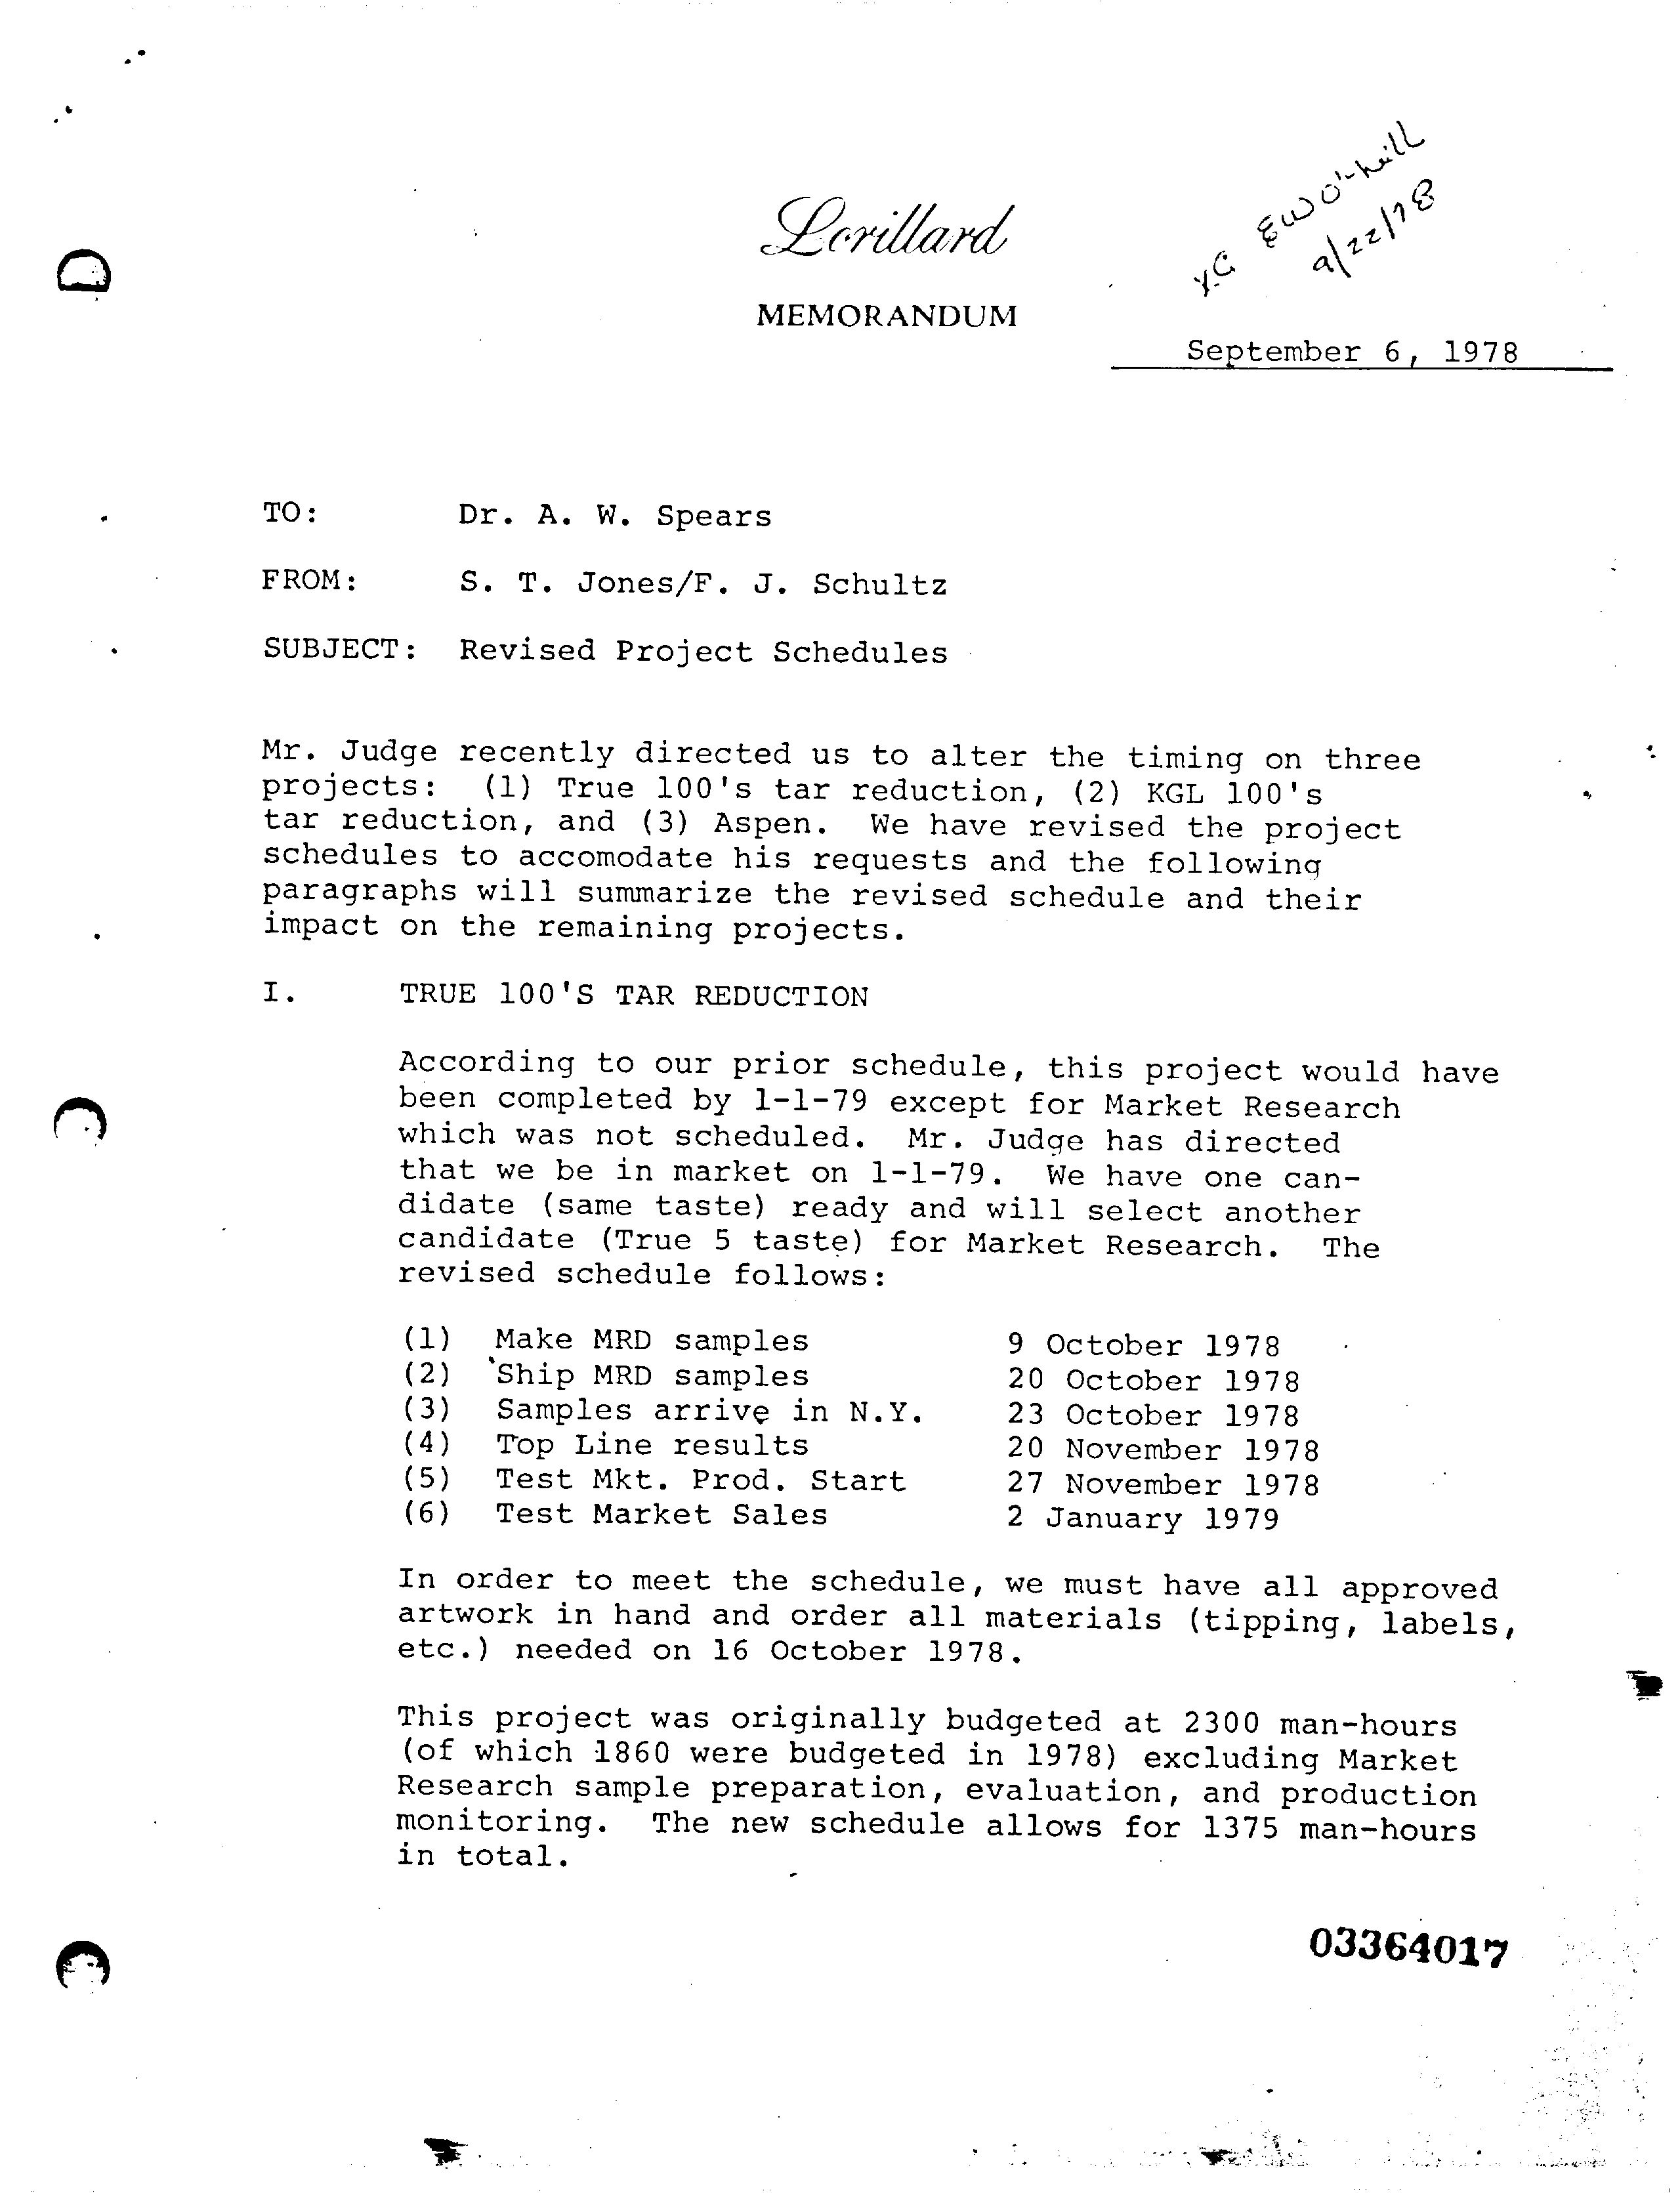 xc EWO'Neill
9/22/78
Lorillard
MEMORANDUM
September 6, 1978
TO: Dr. A. W. Spears
FROM: S. T. Jones/F. J. Schultz
SUBJECT: Revised Project Schedules
Mr. Judge recently directed us to alter the timing on three
projects: (1) True 100's tar reduction, (2) KGL 100's
tar reduction, and (3) Aspen. We have revised the project
schedules to accomodate his requests and the following
paragraphs will summarize the revised schedule and their
impact on the remaining projects.
I. TRUE 100'S TAR REDUCTION
According to our prior schedule, this project would have
been completed by 1-1-79 except for Market Research
which was not scheduled. Mr. Judge has directed
that we be in market on 1-1-79. We have one can-
didate (same taste) ready and will select another
candidate (True 5 taste) for Market Research. The
revised schedule follows:
(1) Make MRD samples 9 October 1978
(2) Ship MRD samples 20 October 1978
(3) Samples arrive in N.Y. 23 October 1978
(4) Top Line results 20 November 1978
(5) Test Mkt. Prod. Start 27 November 1978
(6) Test Market Sales 2 January 1979
In order to meet the schedule, we must have all approved
artwork in hand and order all materials (tipping, labels,
etc.) needed on 16 October 1978.
This project was originally budgeted at 2300 man-hours
(of which 1860 were budgeted in 1978) excluding Market
Research sample preparation, evaluation, and production
monitoring. The new schedule allows for 1375 man-hours
in total.
03364017